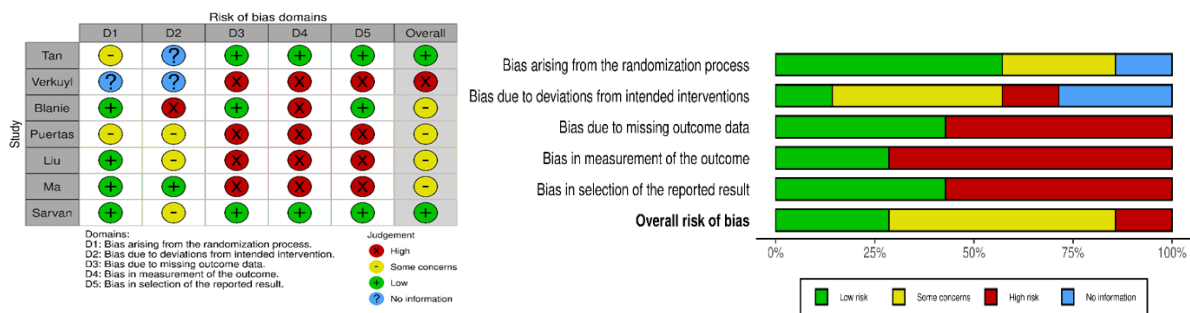 Risk of bias domains
D1 D2 D3 D4 D5 Overall
Study
Tan - ? + + + +
Verkuyl ? ? X X X X
Blanie + X + X + -
Puertas - - X X X -
Liu + - X X X -
Ma + + X X X -
Sarvan + - + + + +
Domains:
D1: Bias arising from the randomization process.
D2: Bias due to deviations from intended intervention.
D3: Bias due to missing outcome data.
D4: Bias in measurement of the outcome.
D5: Bias in selection of the reported result.
Judgement
X High
- Some concerns
+ Low
? No information
Bias arising from the randomization process
Bias due to deviations from intended interventions
Bias due to missing outcome data
Bias in measurement of the outcome
Bias in selection of the reported result
Overall risk of bias
0% 25% 50% 75% 100%
Low risk Some concerns High risk No information